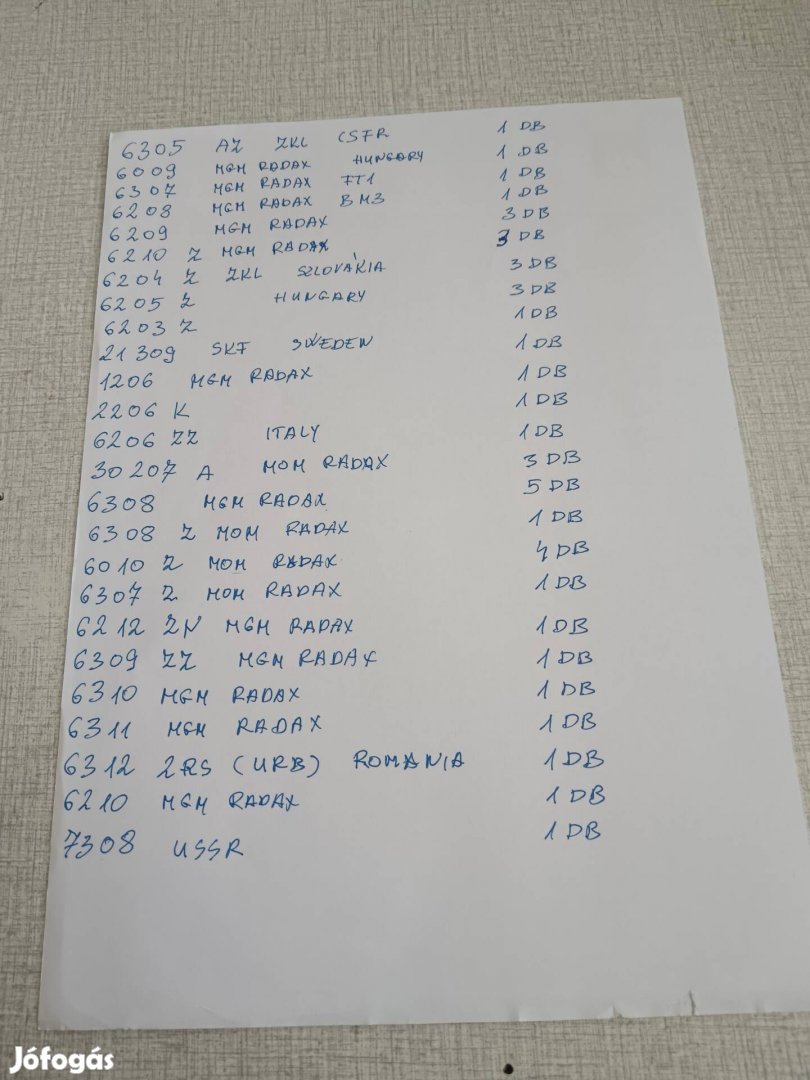 6305 AZ ZKL CSFR 1 DB
6009 MGM RADAX HUNGARY 1 DB
6307 MGM RADAX FT1 1 DB
6208 MGM RADAX BM3 1 DB
6209 MGM RADAX 3 DB
6210 Z MGM RADAX 3 DB
6204 Z ZKL SZLOVÁKIA 3 DB
6205 Z HUNGARY 3 DB
6203 Z 1 DB
21309 SKF SWEDEN 1 DB
1206 MGM RADAX 1 DB
2206 K 1 DB
6206 ZZ ITALY 1 DB
30207 A MOM RADAX 3 DB
6308 MGM RADAX 5 DB
6308 Z MOM RADAX 1 DB
6010 Z MOM RADAX 4 DB
6307 Z MOM RADAX 1 DB
6212 ZN MGM RADAX 1 DB
6309 ZZ MGM RADAX 1 DB
6310 MGM RADAX 1 DB
6311 MGM RADAX 1 DB
6312 2RS (URB) ROMANIA 1 DB
6210 MGM RADAX 1 DB
7308 USSR 1 DB
Jófogás